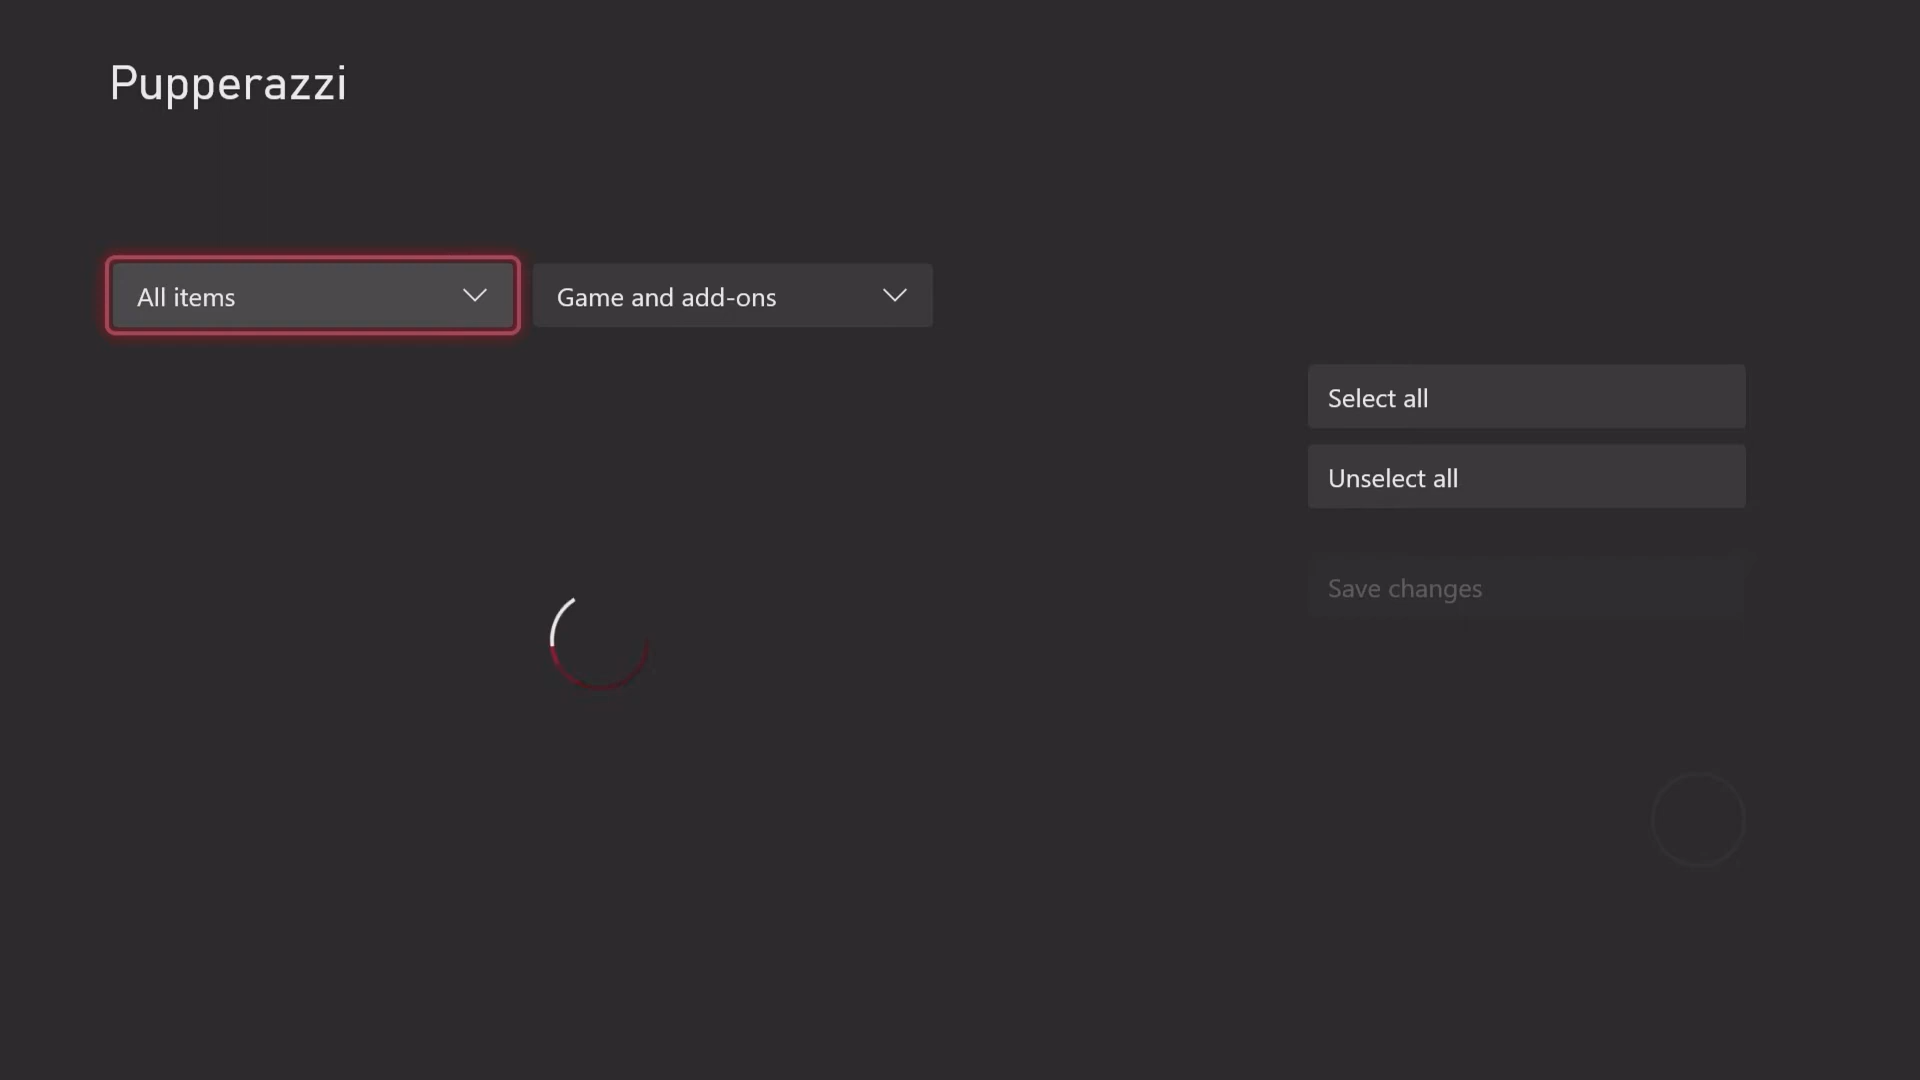 Pupperazzi
All items
Game and add-ons
Select all
Unselect all
Save changes